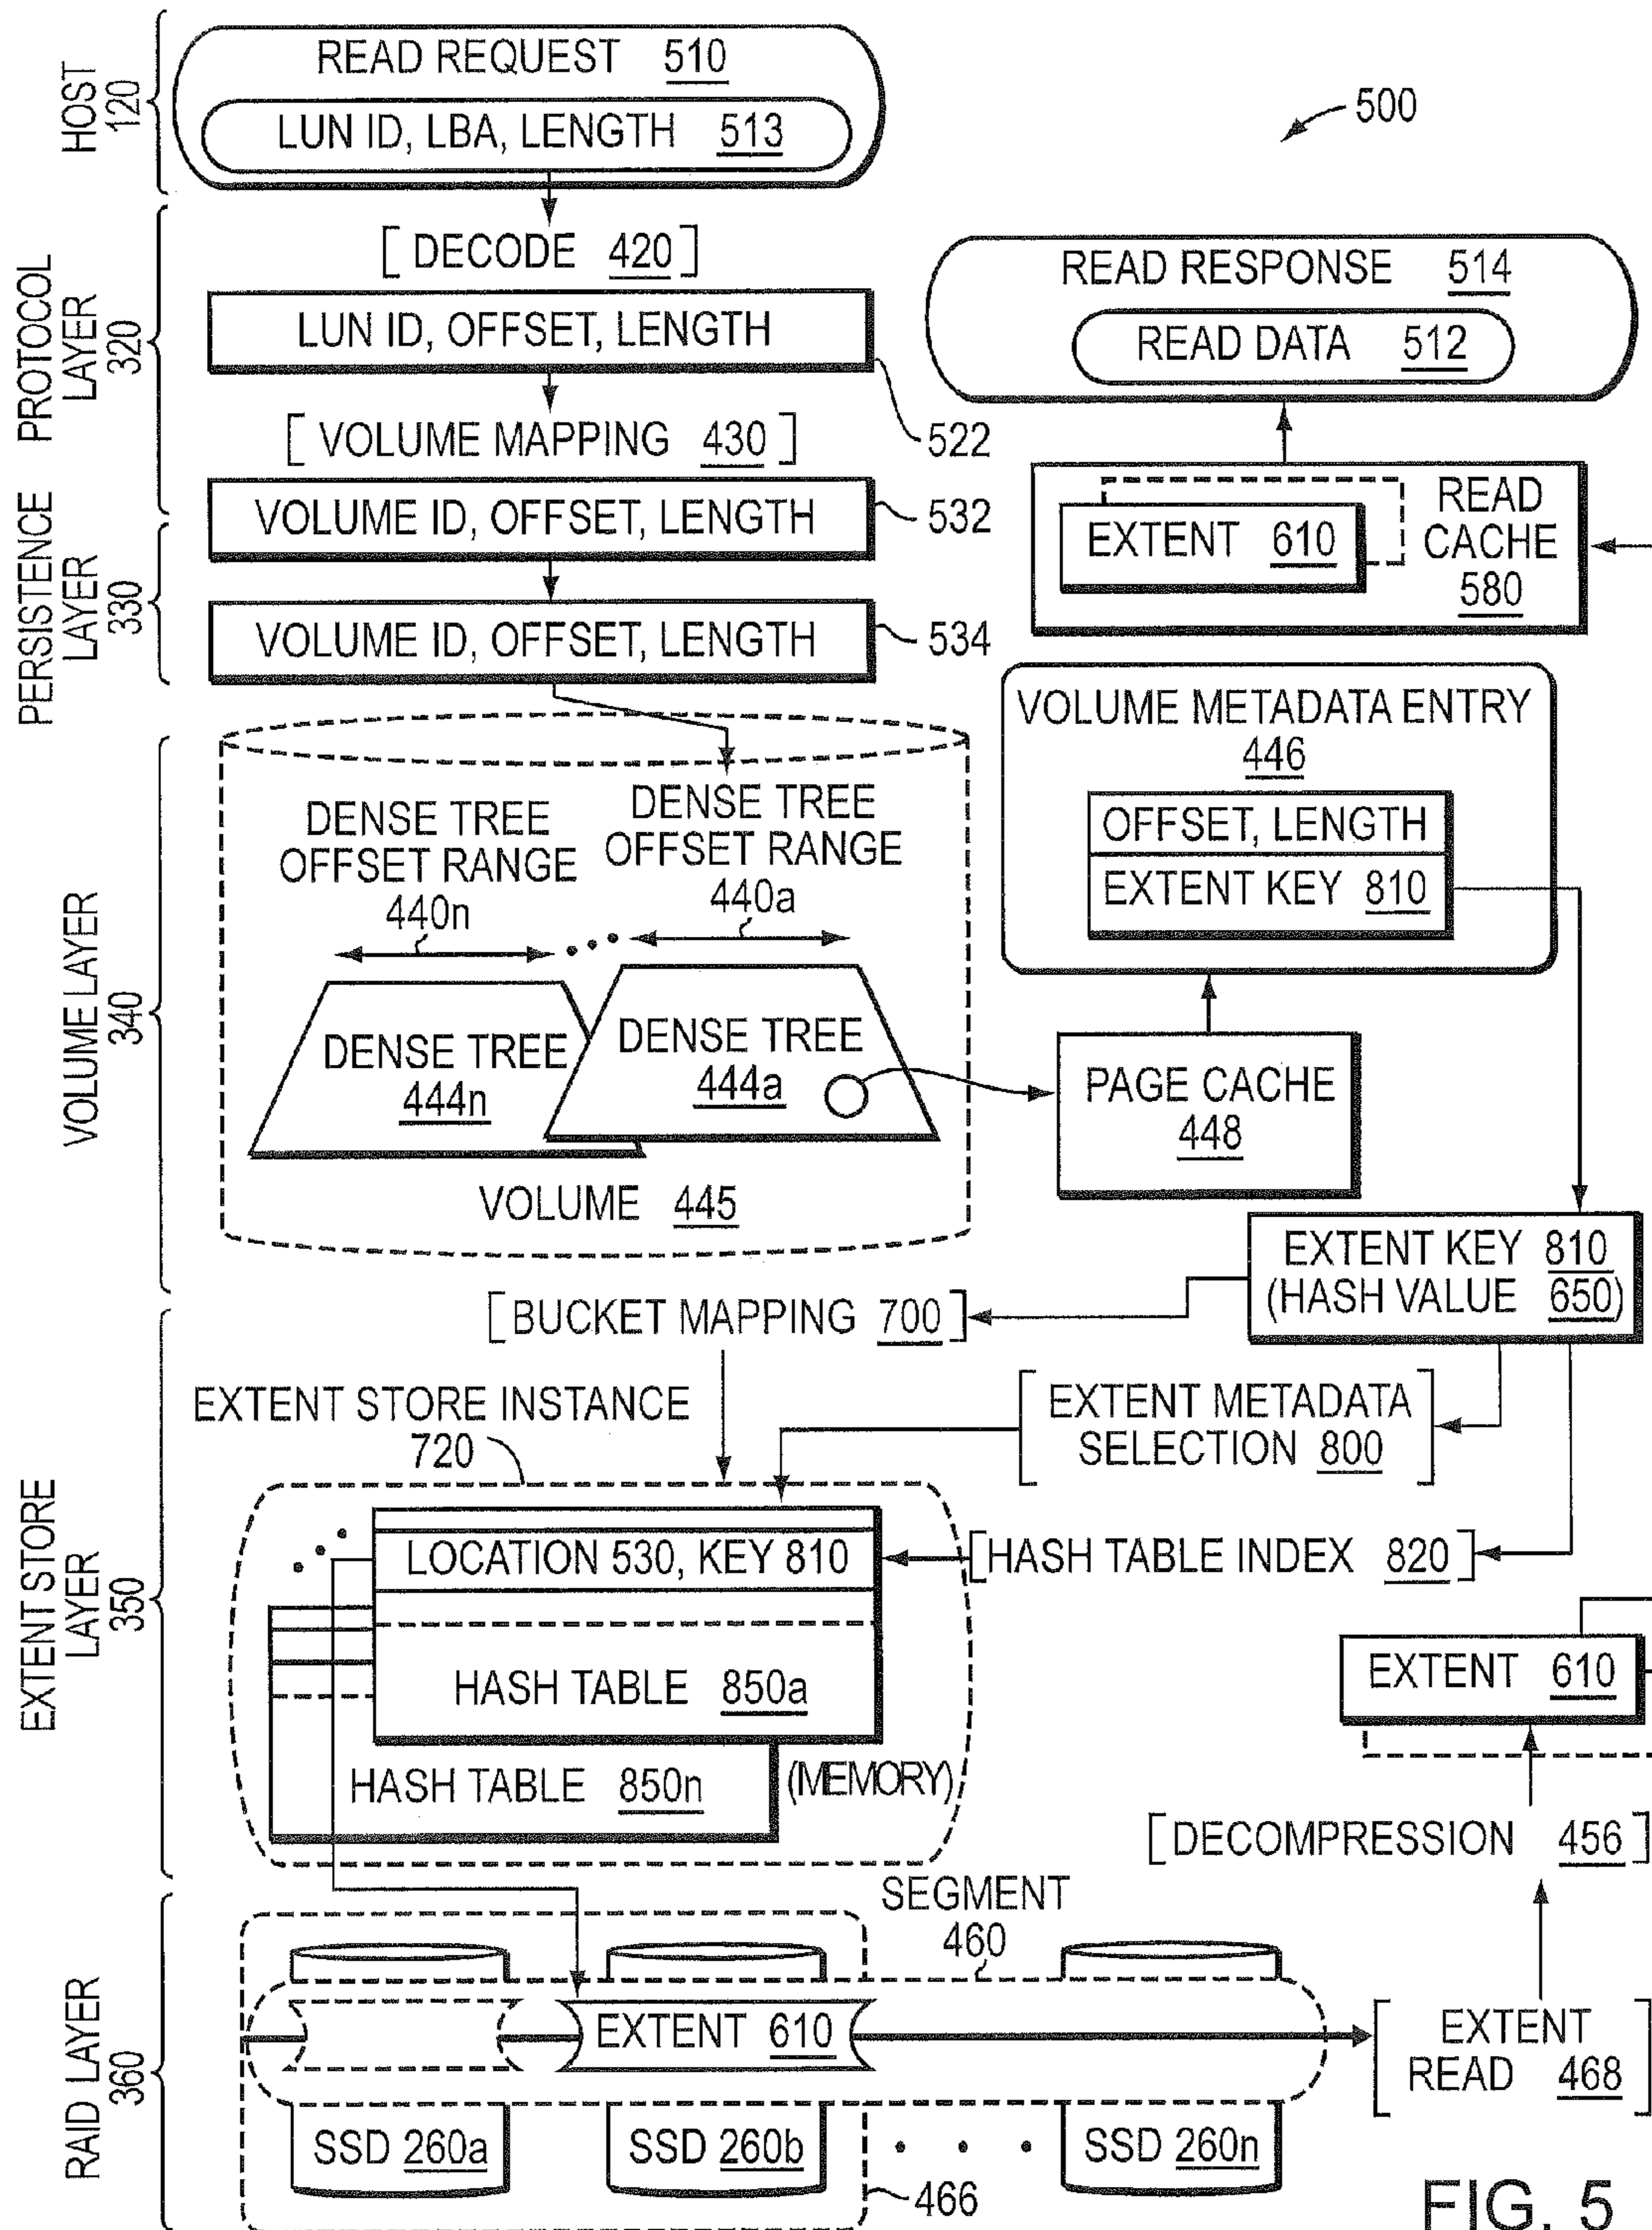 HOST
120
READ REQUEST 510
LUN ID, LBA, LENGTH 513
500
PROTOCOL
LAYER
320
[ DECODE 420 ]
LUN ID, OFFSET, LENGTH
522
[ VOLUME MAPPING 430 ]
VOLUME ID, OFFSET, LENGTH
532
READ RESPONSE 514
READ DATA 512
EXTENT 610
READ
CACHE
580
PERSISTENCE
LAYER
330
VOLUME ID, OFFSET, LENGTH
534
VOLUME LAYER
340
DENSE TREE
OFFSET RANGE
440n
DENSE TREE
OFFSET RANGE
440a
DENSE TREE
444n
DENSE TREE
444a
VOLUME 445
VOLUME METADATA ENTRY
446
OFFSET, LENGTH
EXTENT KEY 810
PAGE CACHE
448
EXTENT KEY 810
(HASH VALUE 650)
EXTENT STORE
LAYER
350
[BUCKET MAPPING 700]
EXTENT STORE INSTANCE
720
[EXTENT METADATA
SELECTION 800]
LOCATION 530, KEY 810
[HASH TABLE INDEX 820]
HASH TABLE 850a
HASH TABLE 850n
(MEMORY)
EXTENT 610
[DECOMPRESSION 456]
RAID LAYER
360
SEGMENT
460
EXTENT 610
[EXTENT
READ 468]
SSD 260a
SSD 260b
. . .
SSD 260n
466
FIG. 5